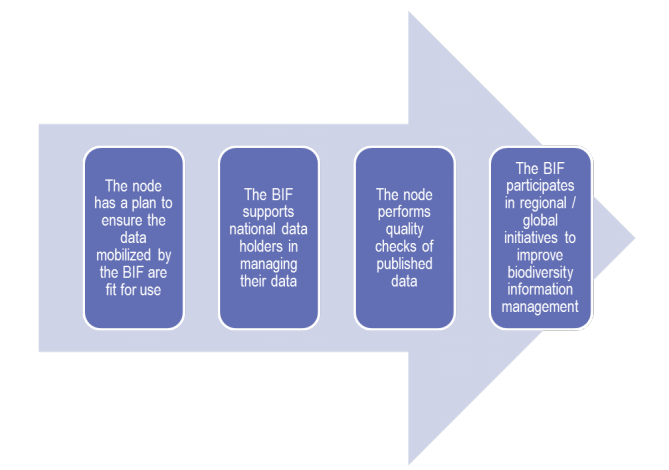 The node
has a plan to
ensure the
data
mobilized by
the BIF are
fit for use
The BIF
supports
national data
holders in
managing
their data
The node
performs
quality
checks of
published
data
The BIF
participates
in regional /
global
initiatives to
improve
biodiversity
information
management